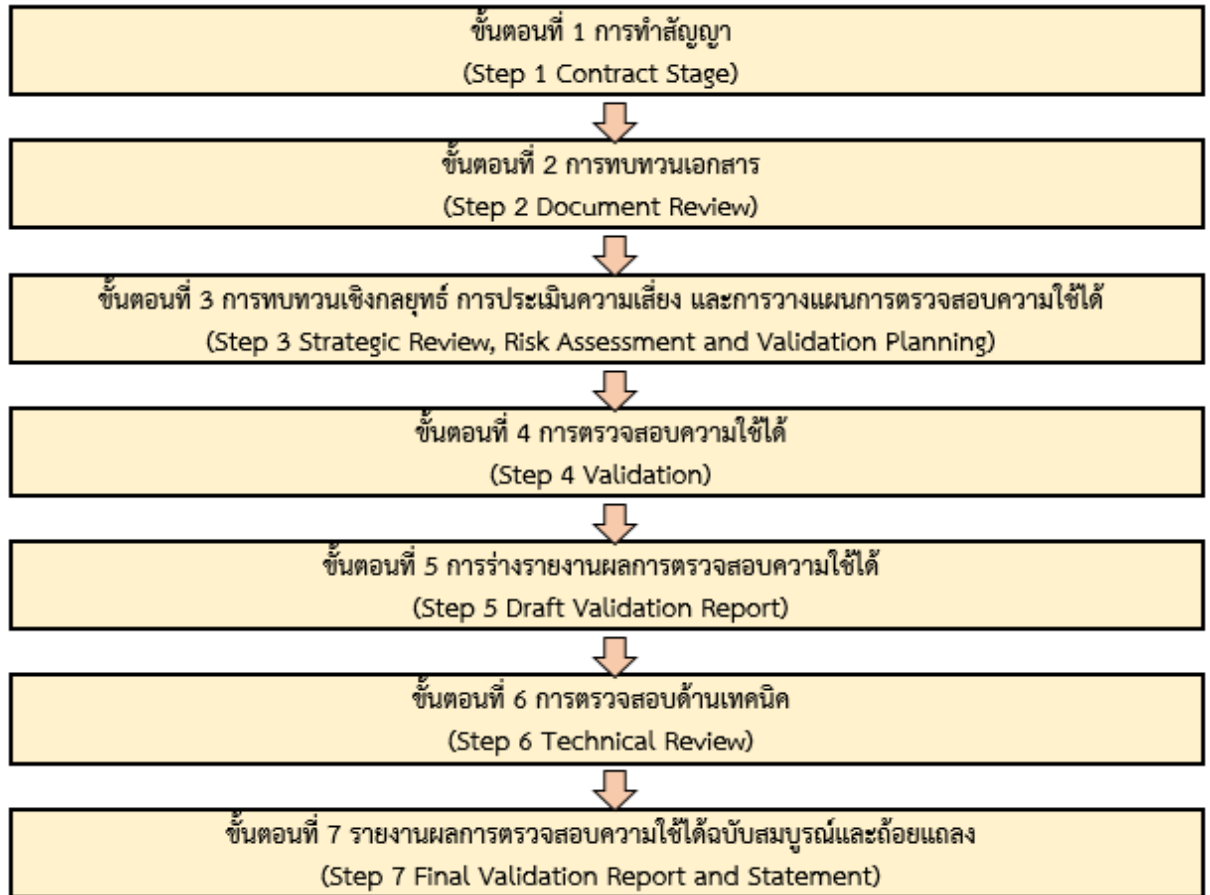 ขั้นตอนที่ 1 การทำสัญญา
(Step 1 Contract Stage)
ขั้นตอนที่ 2 การทบทวนเอกสาร
(Step 2 Document Review)
ขั้นตอนที่ 3 การทบทวนเชิงกลยุทธ์ การประเมินความเสี่ยง และการวางแผนการตรวจสอบความใช้ได้
(Step 3 Strategic Review, Risk Assessment and Validation Planning)
ขั้นตอนที่ 4 การตรวจสอบความใช้ได้
(Step 4 Validation)
ขั้นตอนที่ 5 การร่างรายงานผลการตรวจสอบความใช้ได้
(Step 5 Draft Validation Report)
ขั้นตอนที่ 6 การตรวจสอบด้านเทคนิค
(Step 6 Technical Review)
ขั้นตอนที่ 7 รายงานผลการตรวจสอบความใช้ได้ฉบับสมบูรณ์และถ้อยแถลง
(Step 7 Final Validation Report and Statement)